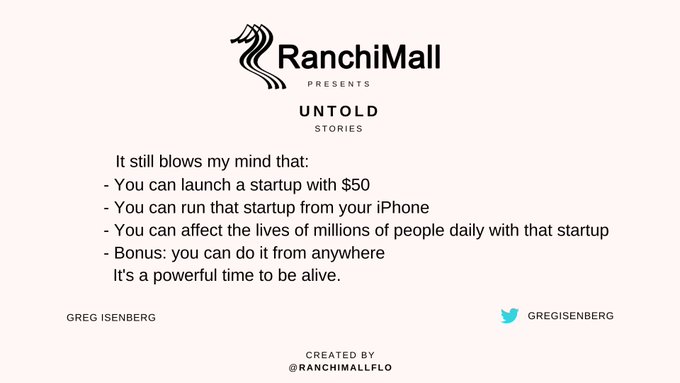 RanchiMall
PRESENTS
UNTOLD
STORIES
It still blows my mind that:
- You can launch a startup with $50
- You can run that startup from your iPhone
- You can affect the lives of millions of people daily with that startup
- Bonus: you can do it from anywhere
It's a powerful time to be alive.
GREG ISENBERG
GREGISENBERG
CREATED BY
@RANCHIMALLFLO